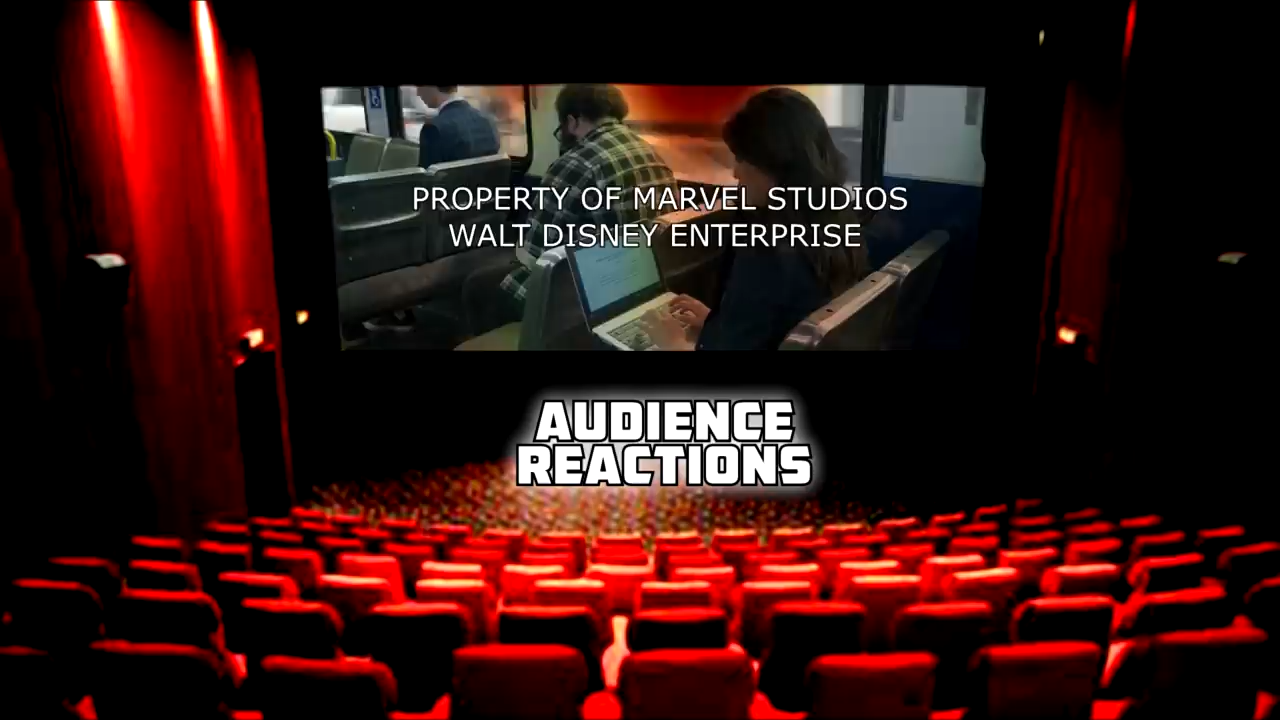 PROPERTY OF MARVEL STUDIOS
WALT DISNEY ENTERPRISE
AUDIENCE
REACTIONS